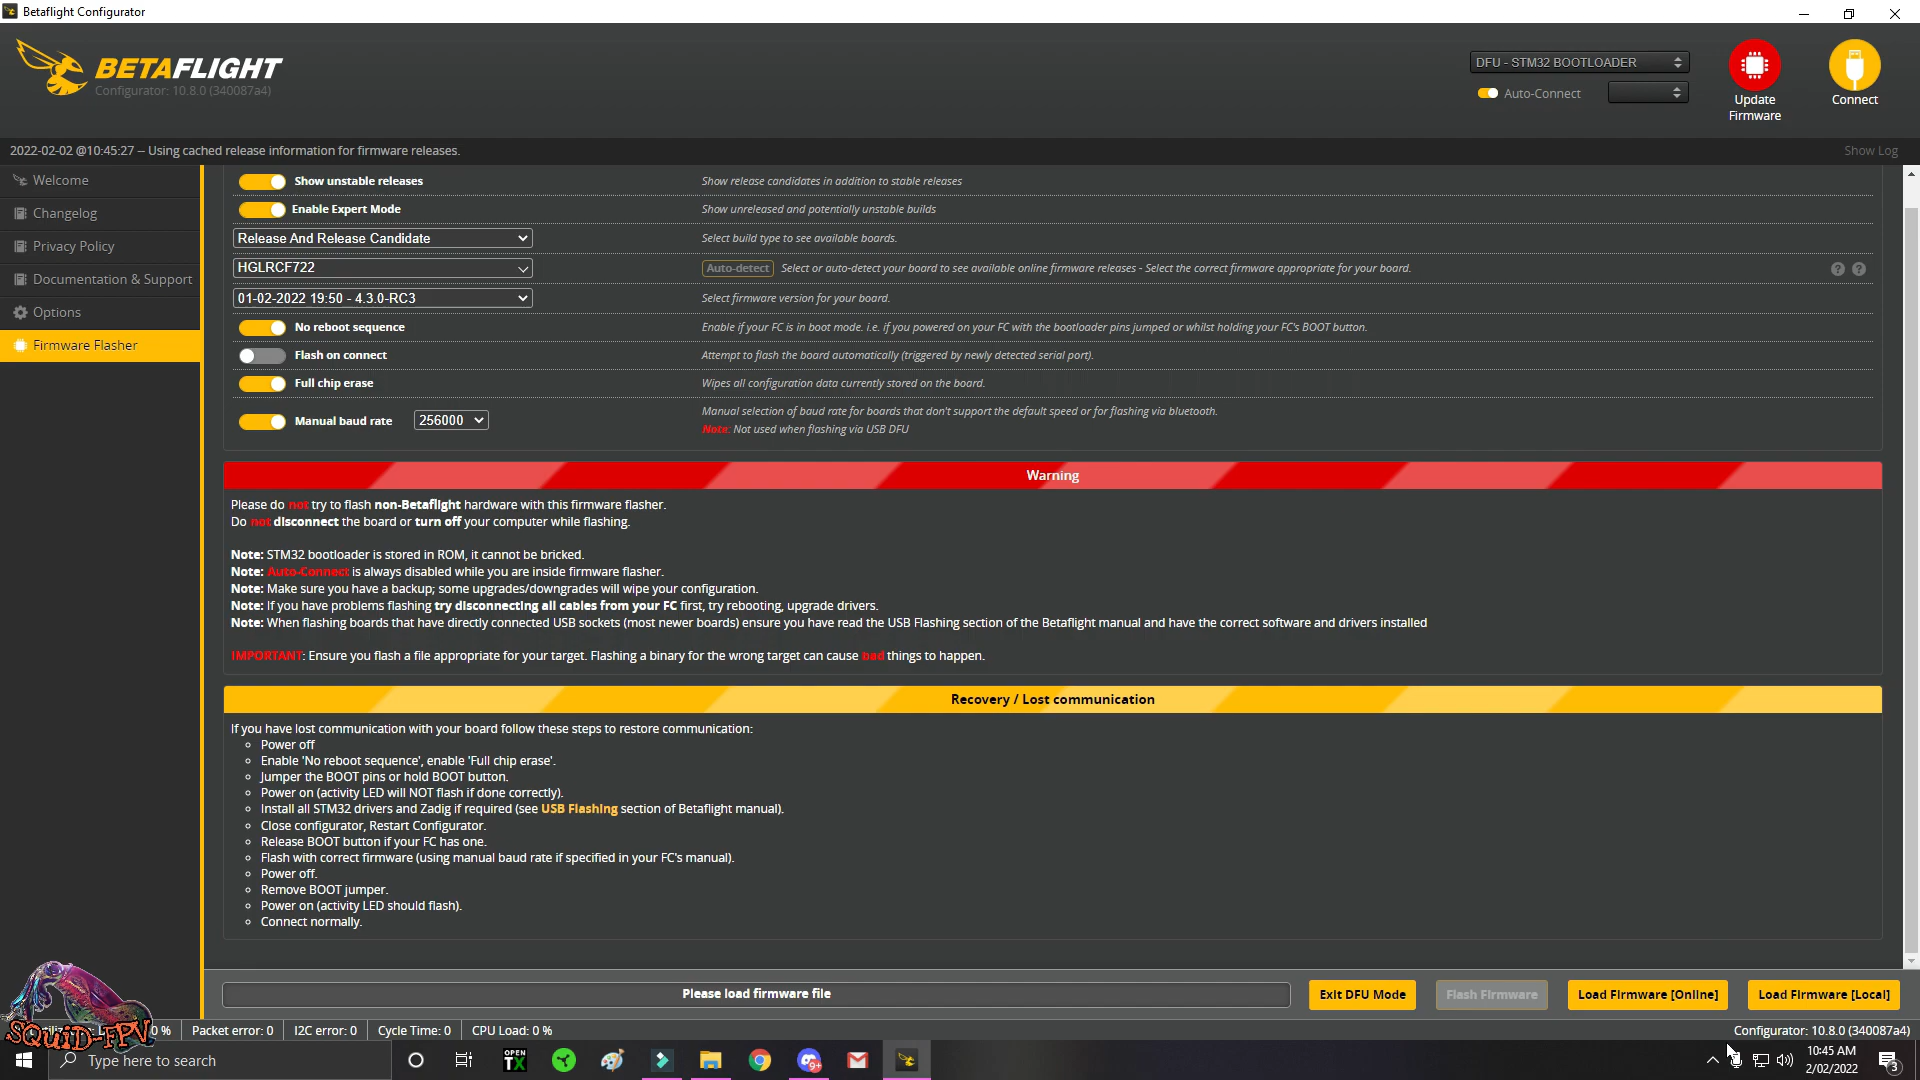 Betaflight Configurator
BETAFLIGHT
Configurator: 10.8.0 (340087a4)
DFU - STM32 BOOTLOADER
Auto-Connect
Update
Firmware
Connect
2022-02-02 @10:45:27 -- Using cached release information for firmware releases.
Show Log
Welcome
Changelog
Privacy Policy
Documentation & Support
Options
Firmware Flasher
Show unstable releases
Show release candidates in addition to stable releases
Enable Expert Mode
Show unreleased and potentially unstable builds
Release And Release Candidate
Select build type to see available boards.
HGLRCF722
Auto-detect
Select or auto-detect your board to see available online firmware releases - Select the correct firmware appropriate for your board.
? ?
01-02-2022 19:50 - 4.3.0-RC3
Select firmware version for your board.
No reboot sequence
Enable if your FC is in boot mode. i.e. if you powered on your FC with the bootloader pins jumped or whilst holding your FC's BOOT button.
Flash on connect
Attempt to flash the board automatically (triggered by newly detected serial port).
Full chip erase
Wipes all configuration data currently stored on the board.
Manual baud rate
256000
Manual selection of baud rate for boards that don't support the default speed or for flashing via bluetooth.
Note: Not used when flashing via USB DFU
Warning
Please do not try to flash non-Betaflight hardware with this firmware flasher.
Do not disconnect the board or turn off your computer while flashing.
Note: STM32 bootloader is stored in ROM, it cannot be bricked.
Note: Auto-Connect is always disabled while you are inside firmware flasher.
Note: Make sure you have a backup; some upgrades/downgrades will wipe your configuration.
Note: If you have problems flashing try disconnecting all cables from your FC first, try rebooting, upgrade drivers.
Note: When flashing boards that have directly connected USB sockets (most newer boards) ensure you have read the USB Flashing section of the Betaflight manual and have the correct software and drivers installed
IMPORTANT: Ensure you flash a file appropriate for your target. Flashing a binary for the wrong target can cause bad things to happen.
Recovery / Lost communication
If you have lost communication with your board follow these steps to restore communication:
Power off
Enable 'No reboot sequence', enable 'Full chip erase'.
Jumper the BOOT pins or hold BOOT button.
Power on (activity LED will NOT flash if done correctly).
Install all STM32 drivers and Zadig if required (see USB Flashing section of Betaflight manual).
Close configurator, Restart Configurator.
Release BOOT button if your FC has one.
Flash with correct firmware (using manual baud rate if specified in your FC's manual).
Power off.
Remove BOOT jumper.
Power on (activity LED should flash).
Connect normally.
Please load firmware file
Exit DFU Mode
Flash Firmware
Load Firmware [Online]
Load Firmware [Local]
SQUID-FPV
0 %
Packet error: 0
I2C error: 0
Cycle Time: 0
CPU Load: 0 %
Configurator: 10.8.0 (340087a4)
Type here to search
OPEN
TX
9+
10:45 AM
2/02/2022
3